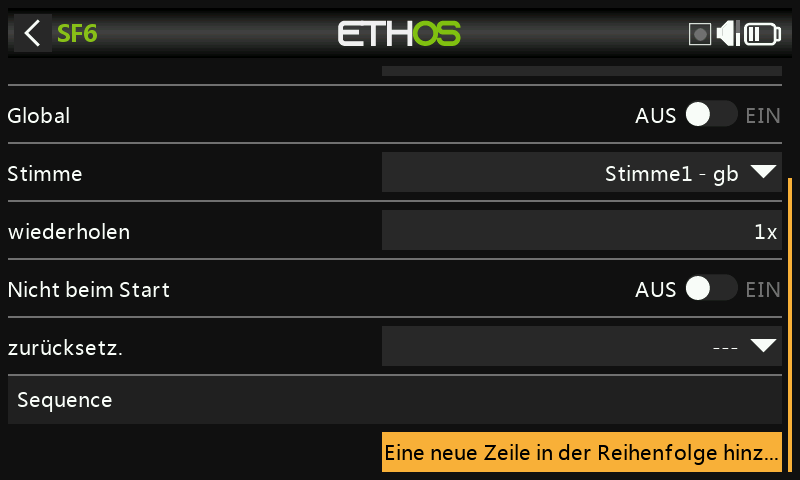 SF6 ETHOS
Global AUS EIN
Stimme Stimme1 - gb
wiederholen 1x
Nicht beim Start AUS EIN
zurücksetz. ---
Sequence
Eine neue Zeile in der Reihenfolge hinz...